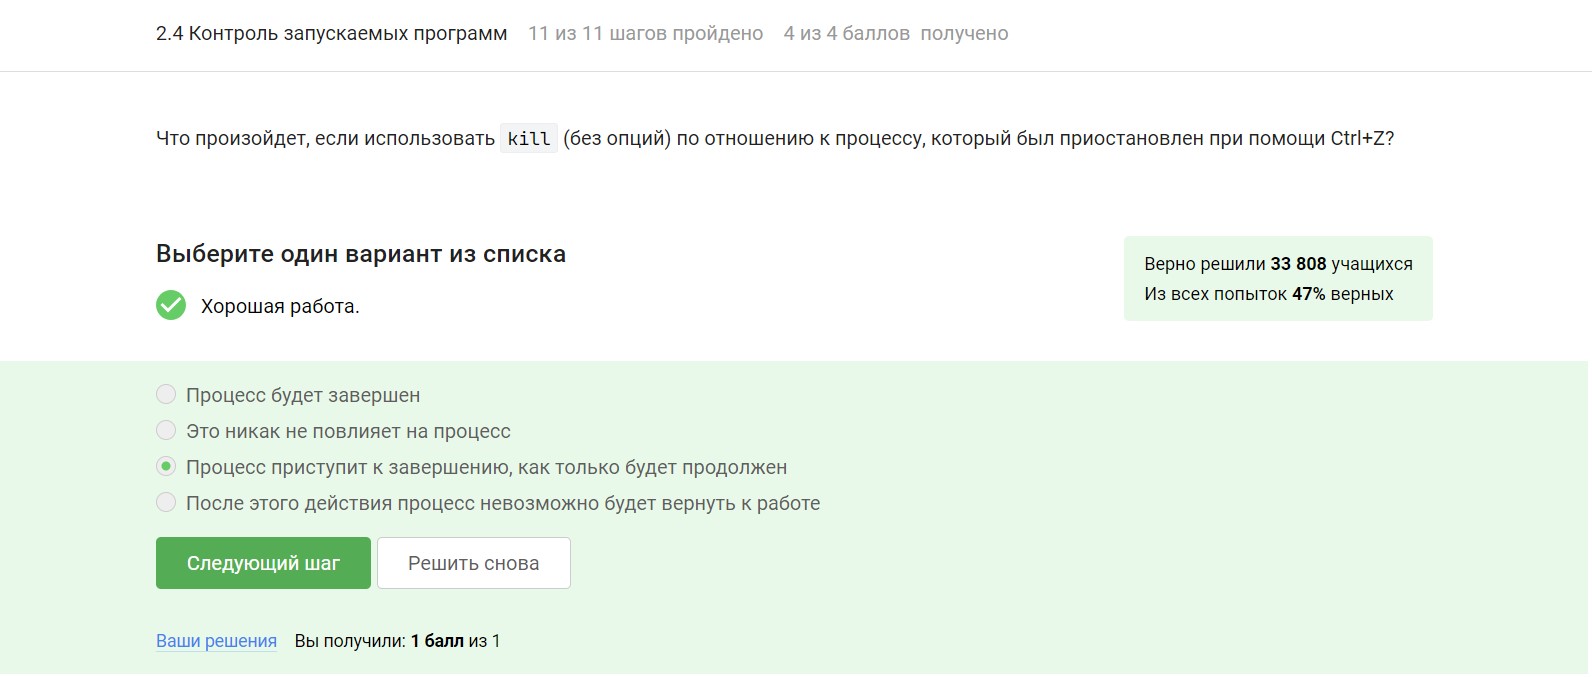 2.4 Контроль запускаемых программ 11 из 11 шагов пройдено 4 из 4 баллов получено
Что произойдет, если использовать kill (без опций) по отношению к процессу, который был приостановлен при помощи Ctrl+Z?
Выберите один вариант из списка
Хорошая работа.
Верно решили 33 808 учащихся
Из всех попыток 47% верных
Процесс будет завершен
Это никак не повлияет на процесс
Процесс приступит к завершению, как только будет продолжен
После этого действия процесс невозможно будет вернуть к работе
Следующий шаг Решить снова
Ваши решения Вы получили: 1 балл из 1